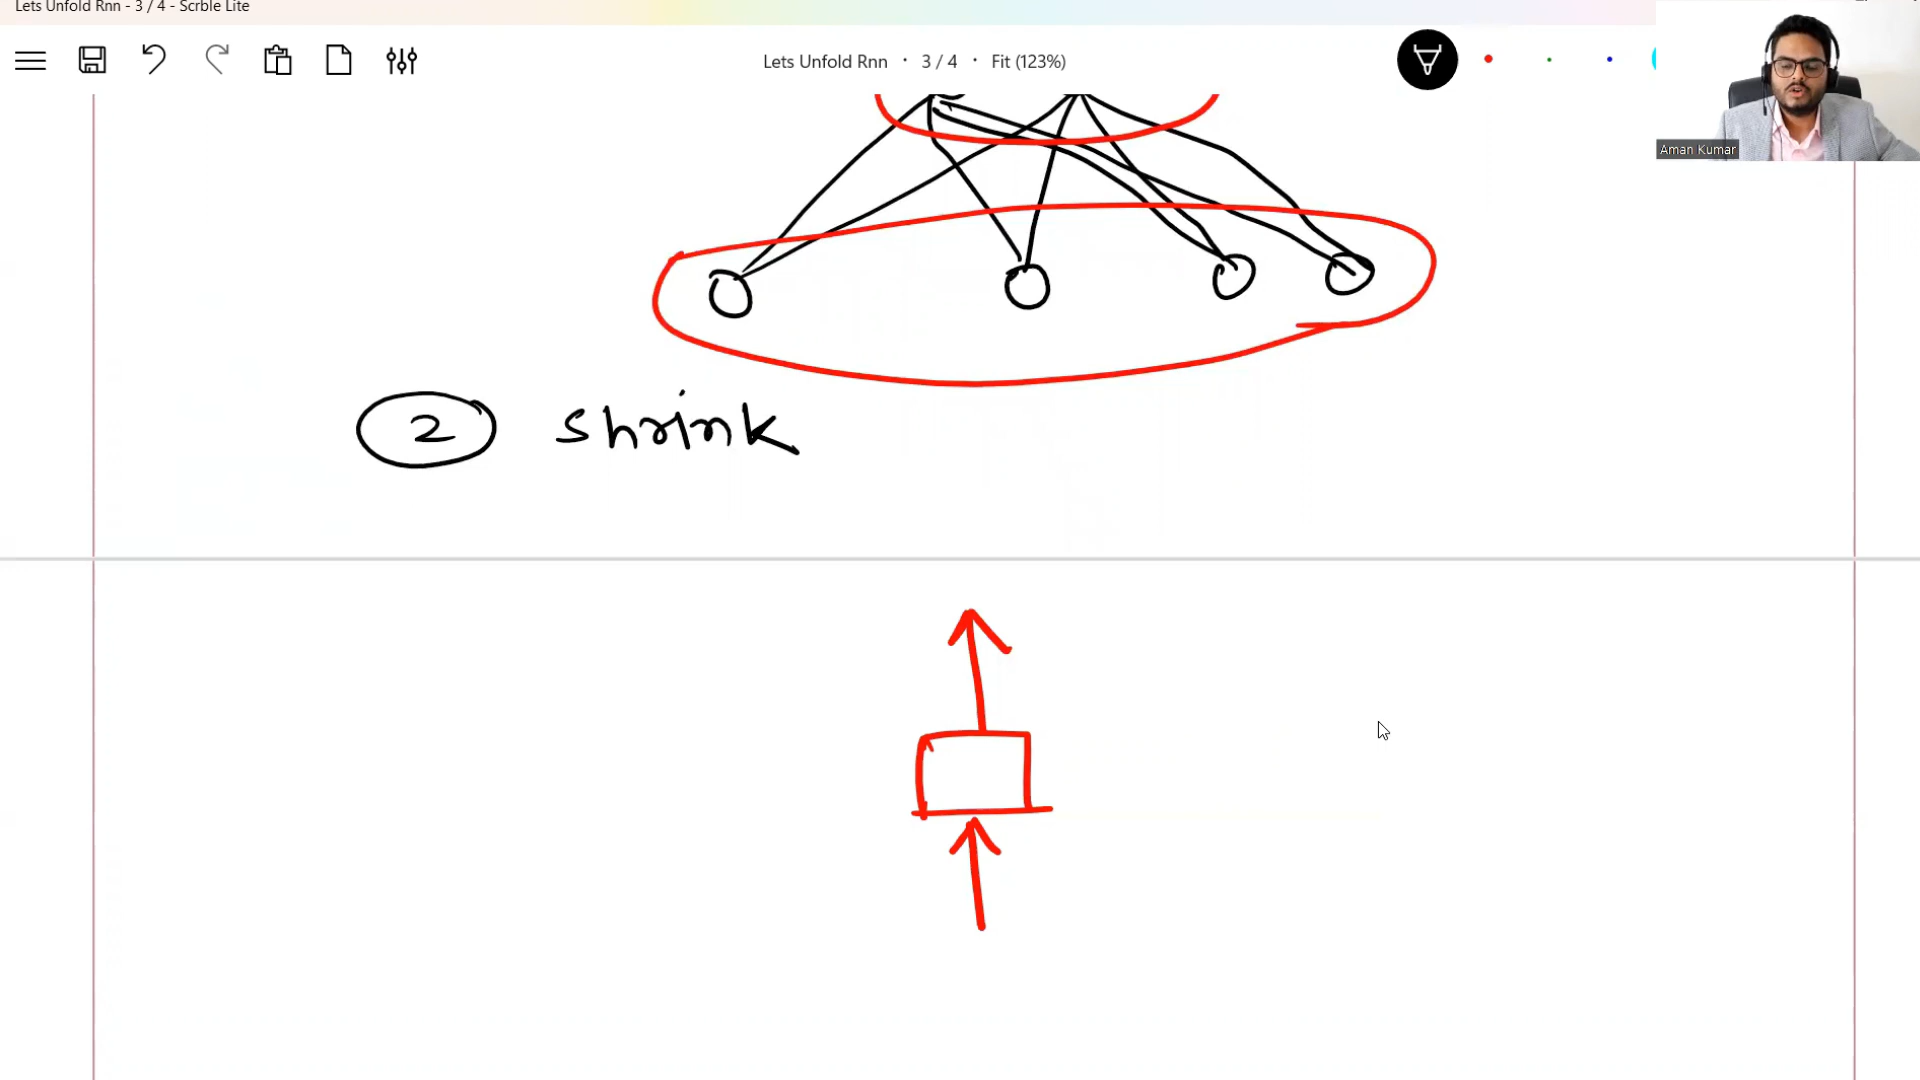 Lets Unfold Rnn - 3 / 4 - Scrble Lite
Lets Unfold Rnn • 3 / 4 • Fit (123%)
Aman Kumar
2 shrink